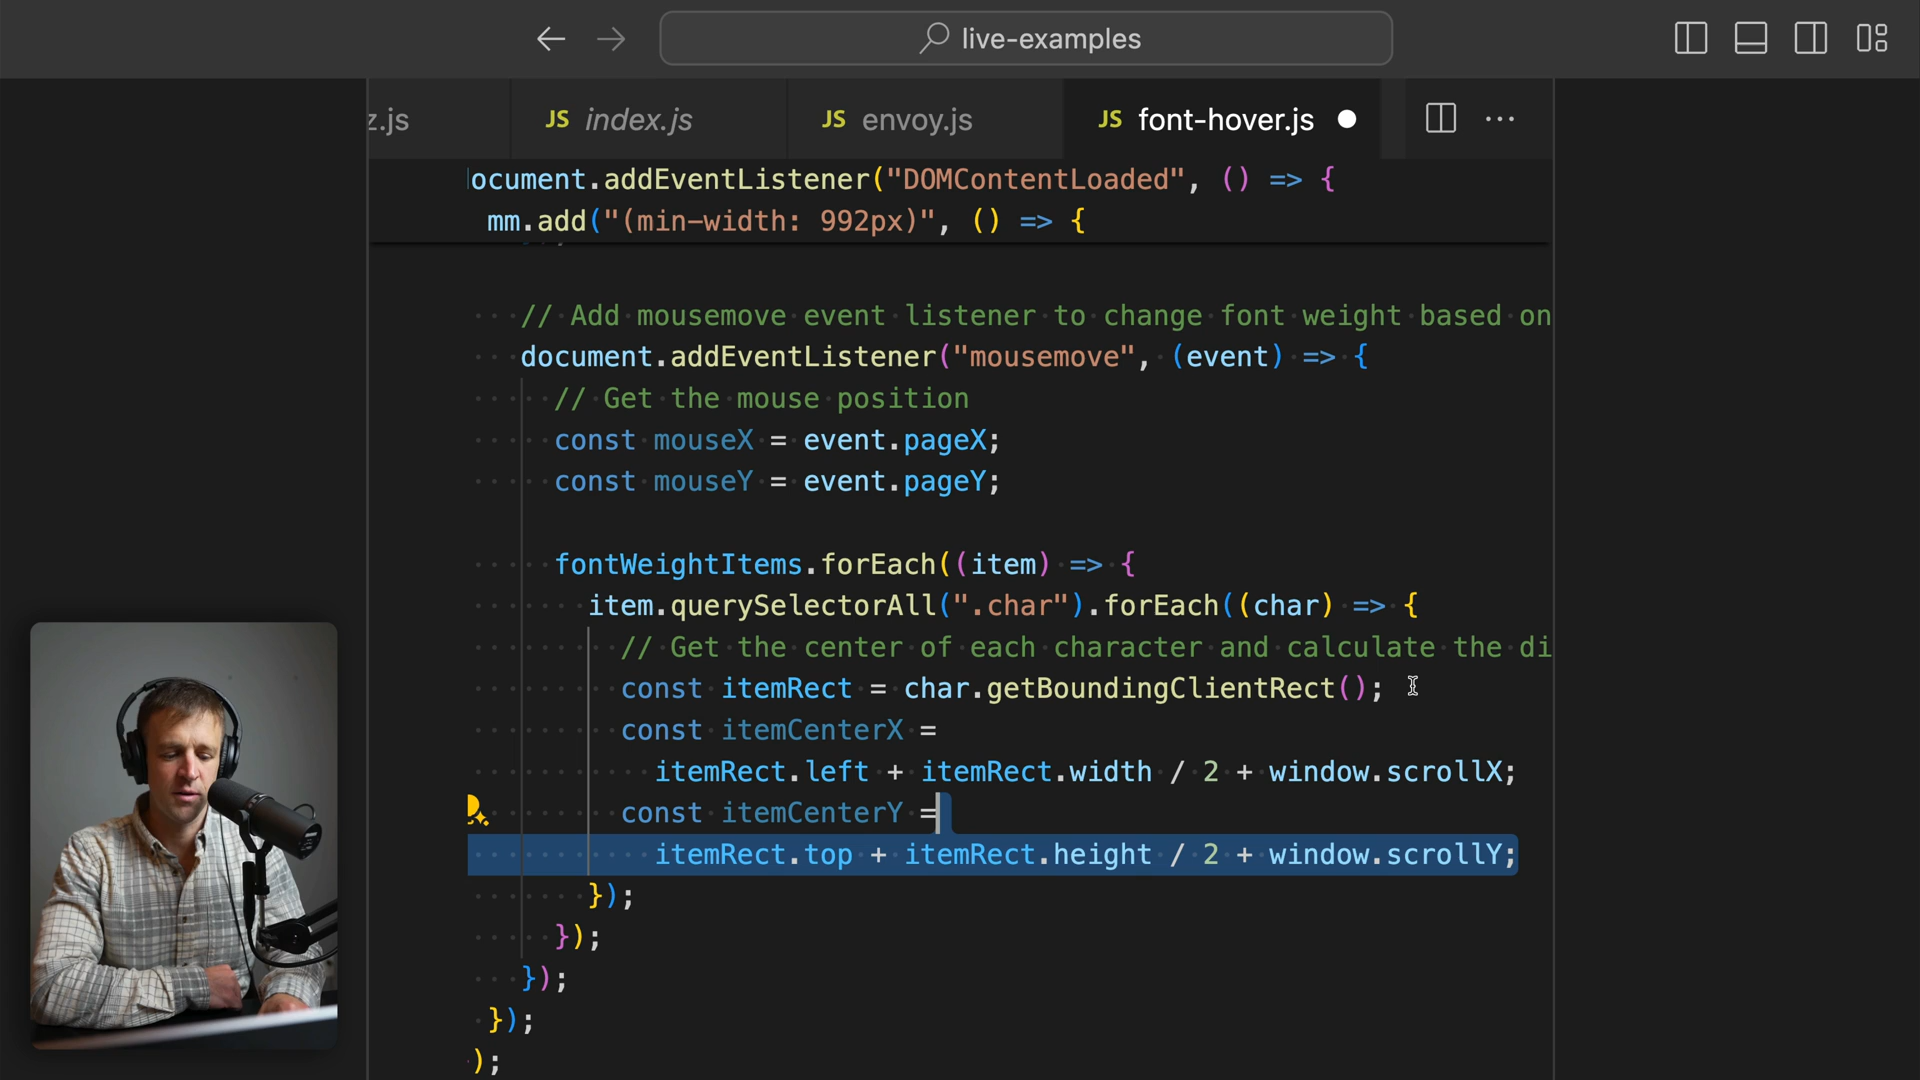 live-examples
z.js
JS index.js
JS envoy.js
JS font-hover.js
ocument.addEventListener("DOMContentLoaded", () => {
mm.add("(min-width: 992px)", () => {
// Add mousemove event listener to change font weight based on
document.addEventListener("mousemove", (event) => {
// Get the mouse position
const mouseX = event.pageX;
const mouseY = event.pageY;
fontWeightItems.forEach((item) => {
item.querySelectorAll(".char").forEach((char) => {
// Get the center of each character and calculate the di
const itemRect = char.getBoundingClientRect();
const itemCenterX =
itemRect.left + itemRect.width / 2 + window.scrollX;
const itemCenterY =
itemRect.top + itemRect.height / 2 + window.scrollY;
});
});
});
});
);